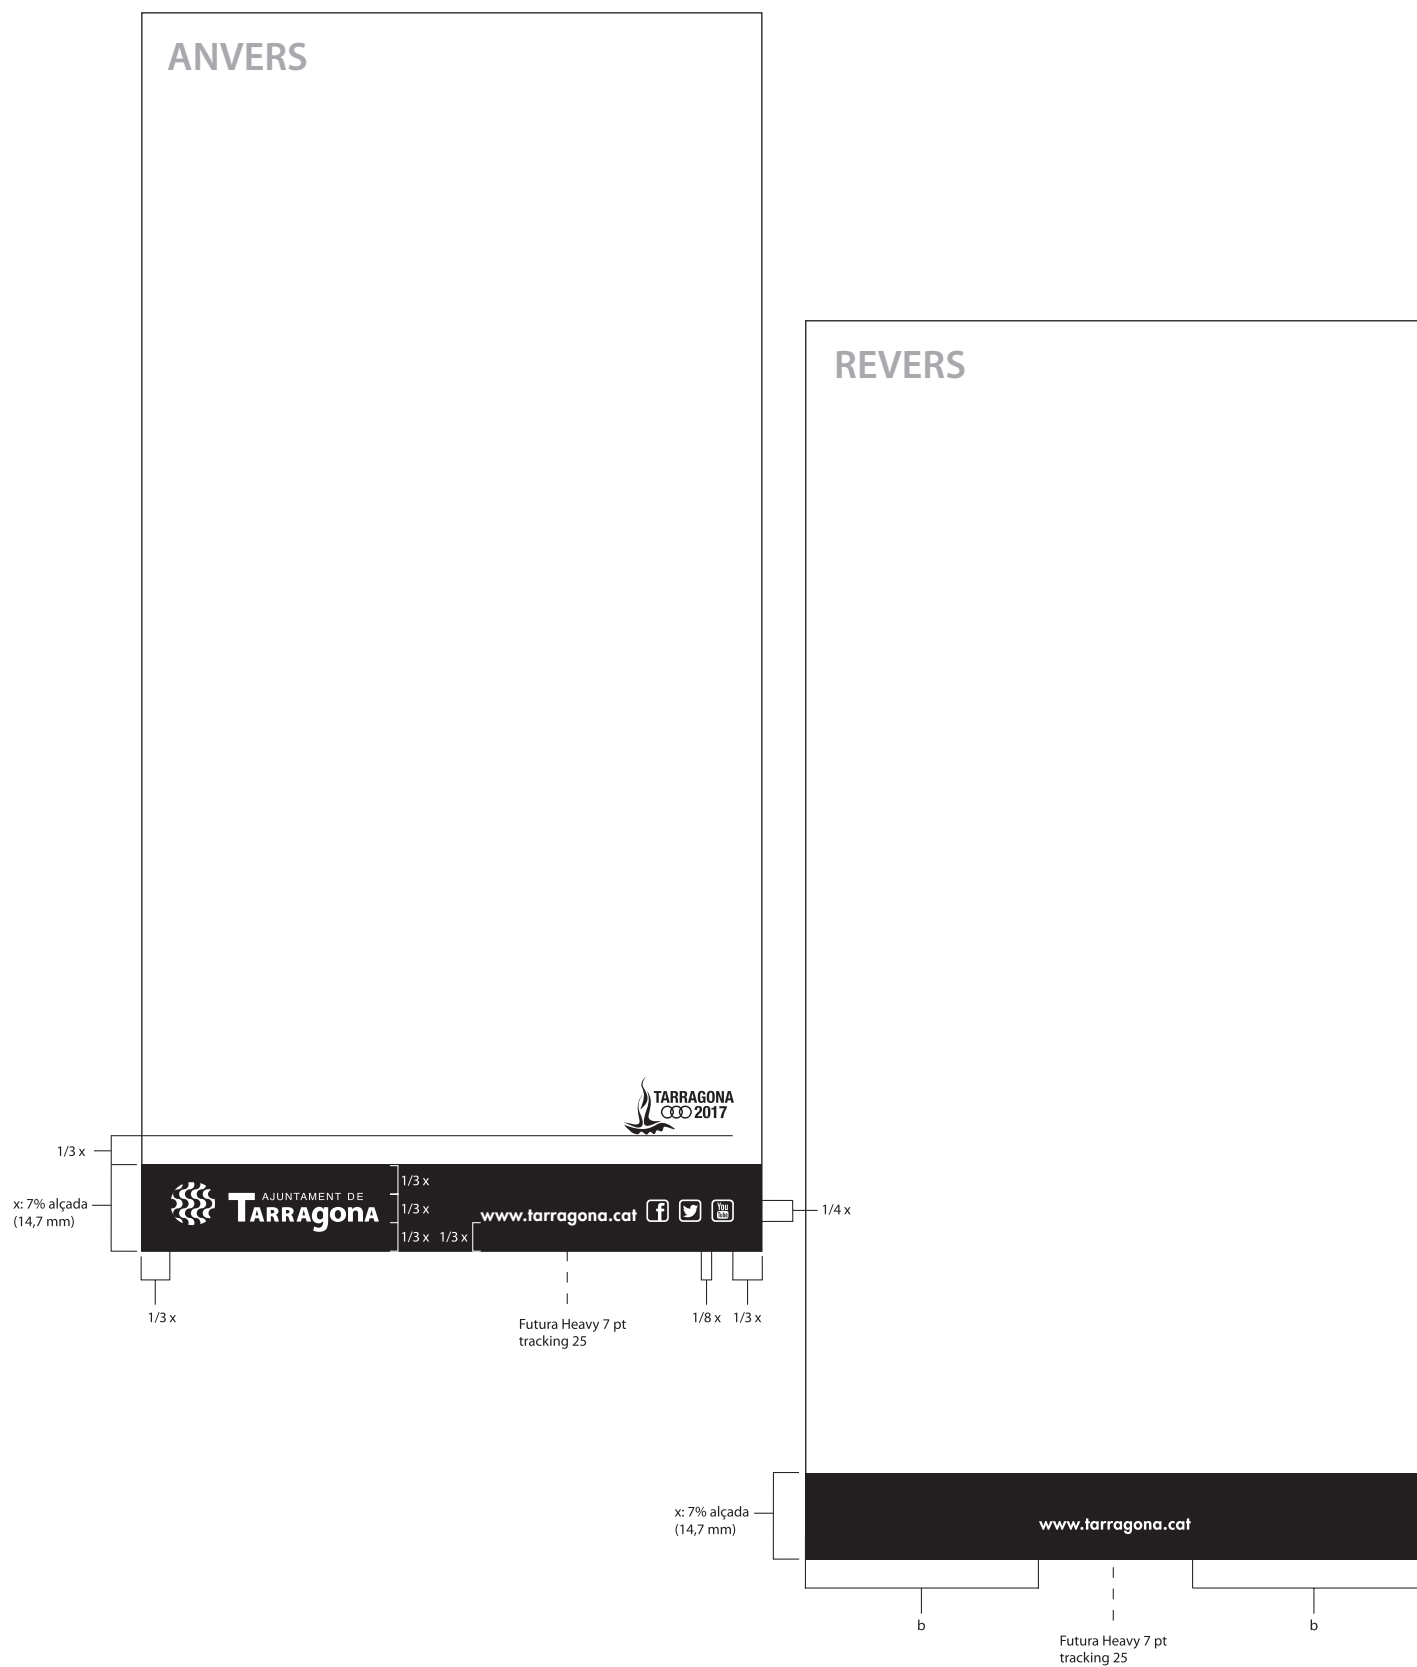 ANVERS
REVERS
TARRAGONA
2017
1/3 x
x: 7% alçada
(14,7 mm)
AJUNTAMENT DE
TARRAgonA
1/3 x
1/3 x
1/3 x
1/3 x
www.tarragona.cat
You
Tube
1/4 x
1/3 x
Futura Heavy 7 pt
tracking 25
1/8 x
1/3 x
x: 7% alçada
(14,7 mm)
www.tarragona.cat
b
b
Futura Heavy 7 pt
tracking 25